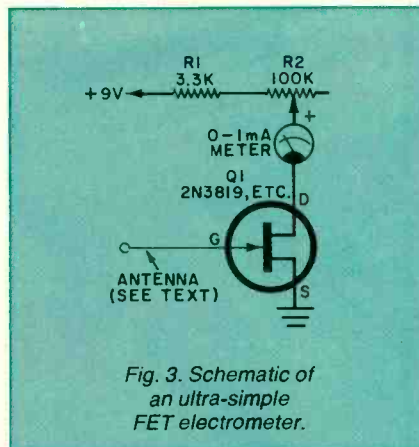 R1
3.3K
R2
100K
+9V
+
0-1mA
METER
Q1
2N3819, ETC.
D
G
S
ANTENNA
(SEE TEXT)
Fig. 3. Schematic of
an ultra-simple
FET electrometer.